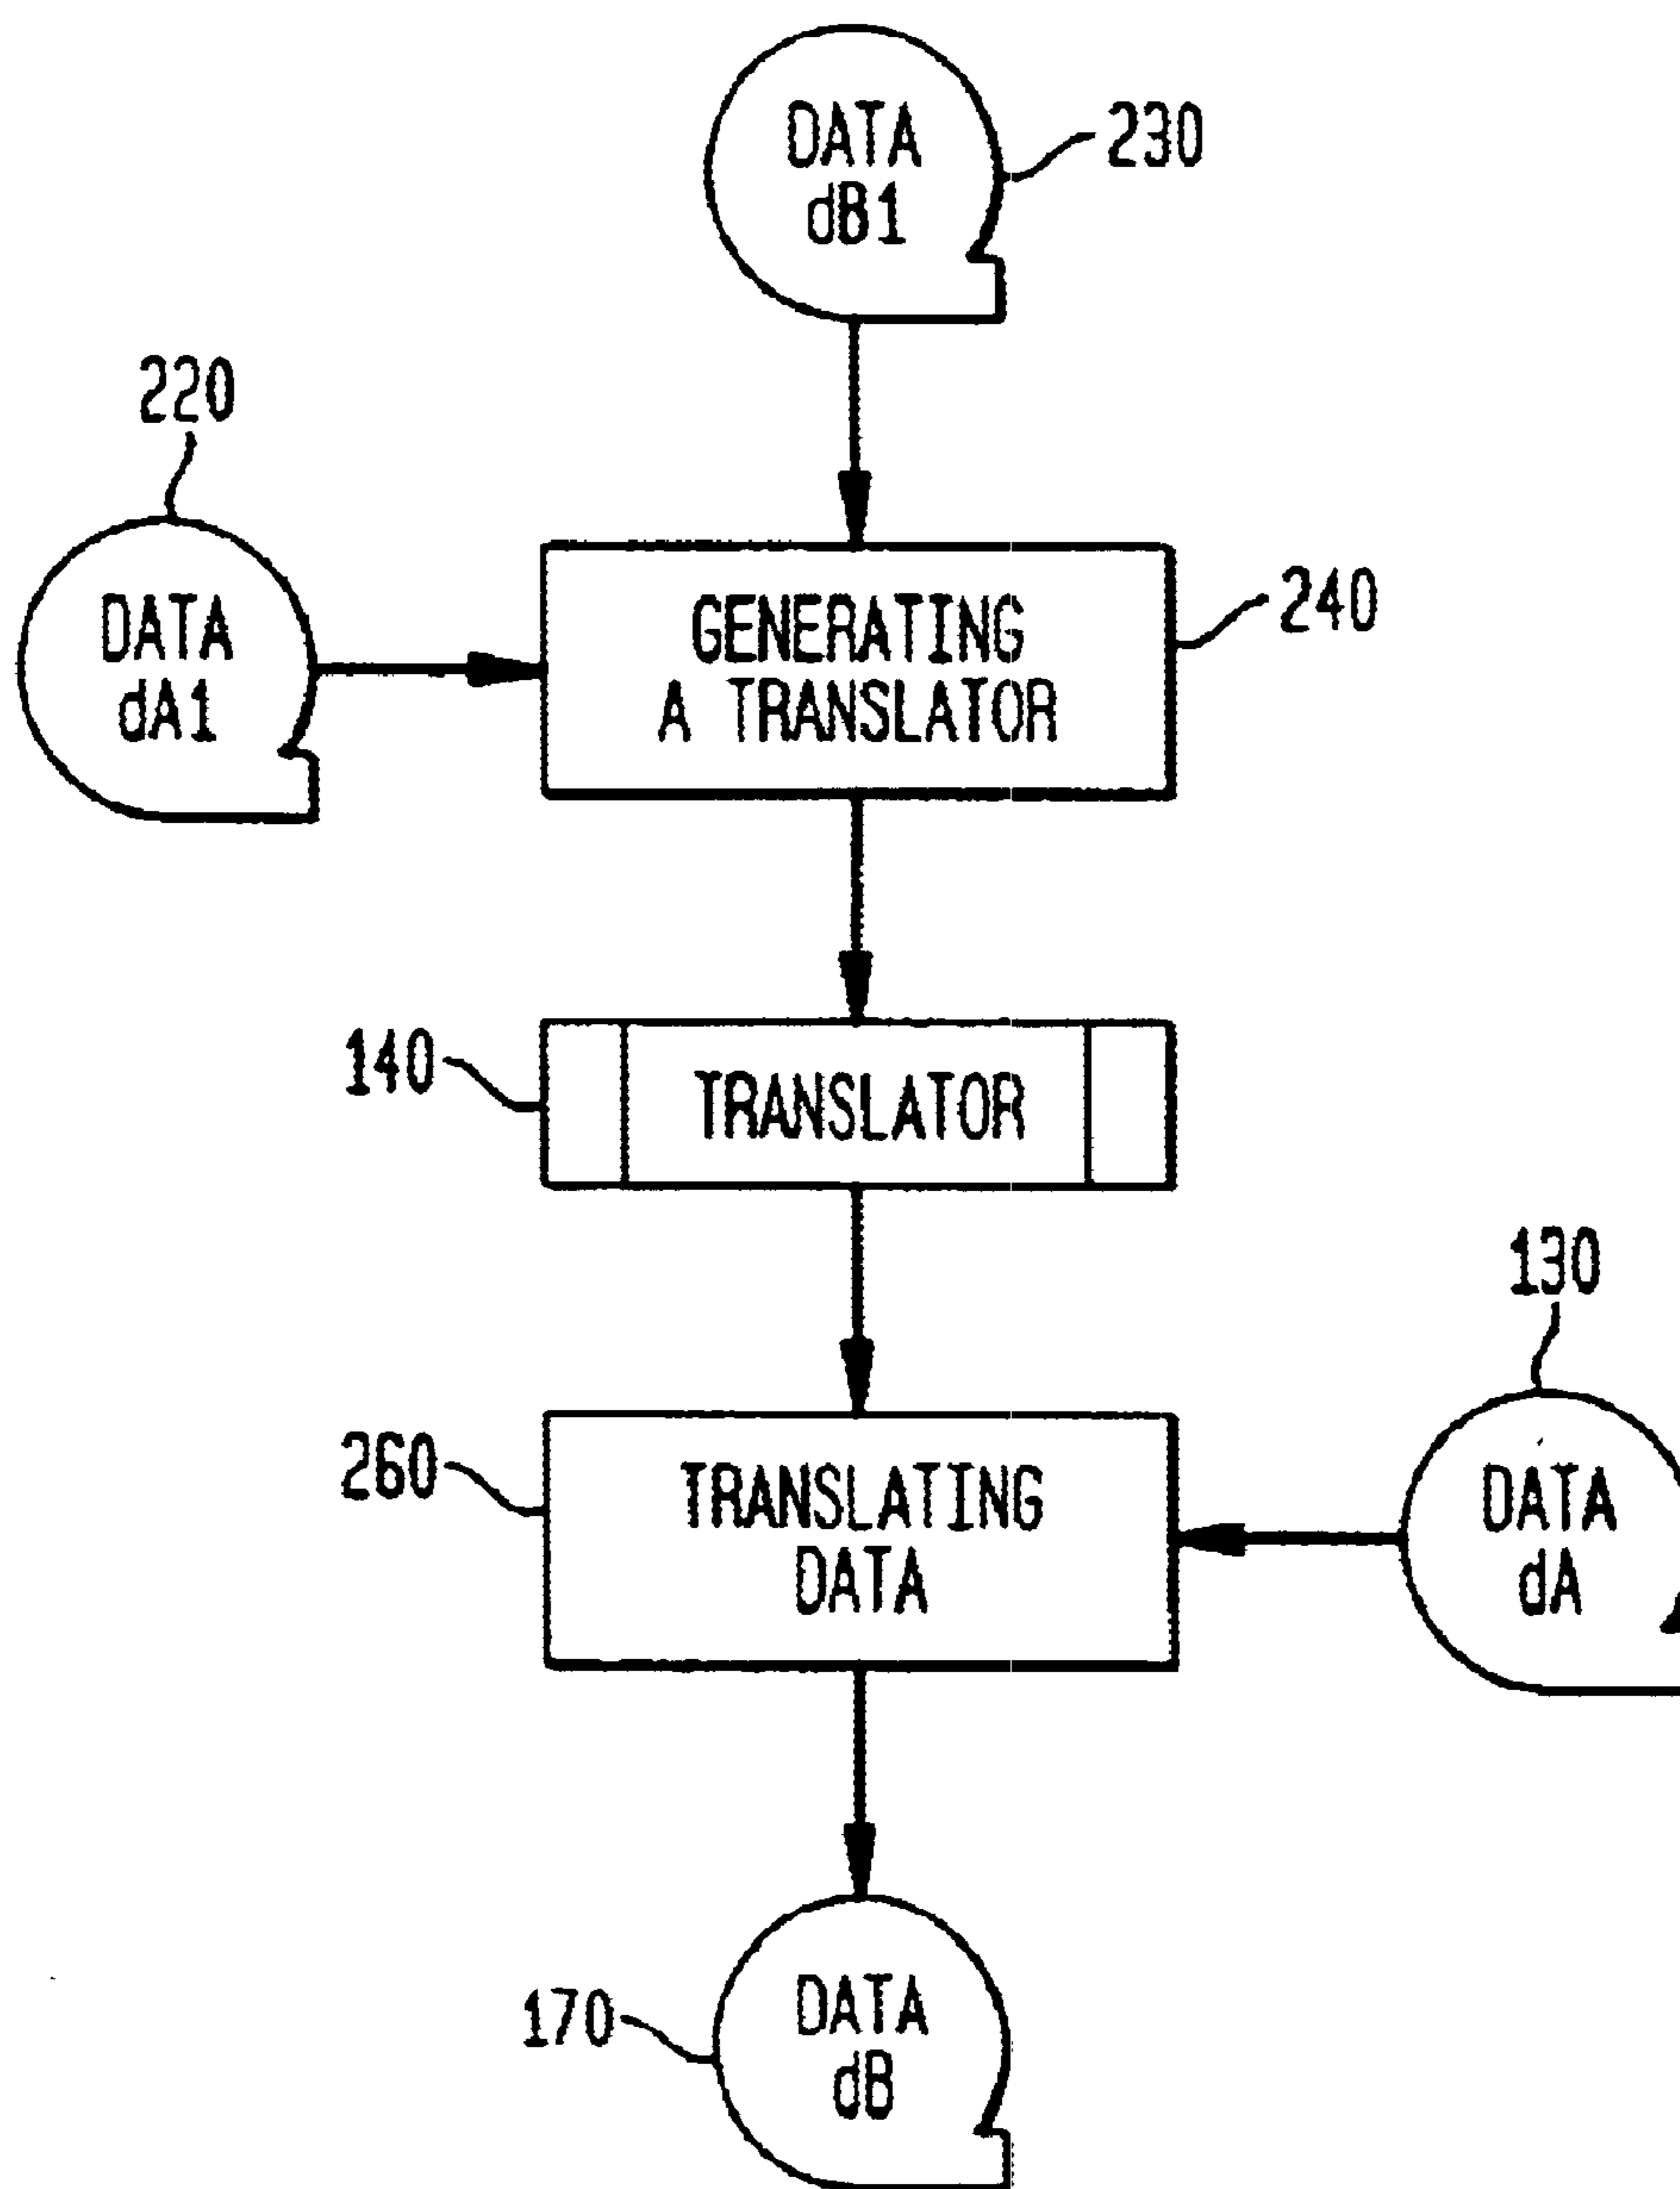 DATA
dB1
230
220
DATA
dA1
GENERATING
A TRANSLATOR
240
140
TRANSLATOR
130
260
TRANSLATING
DATA
DATA
dA
170
DATA
dB